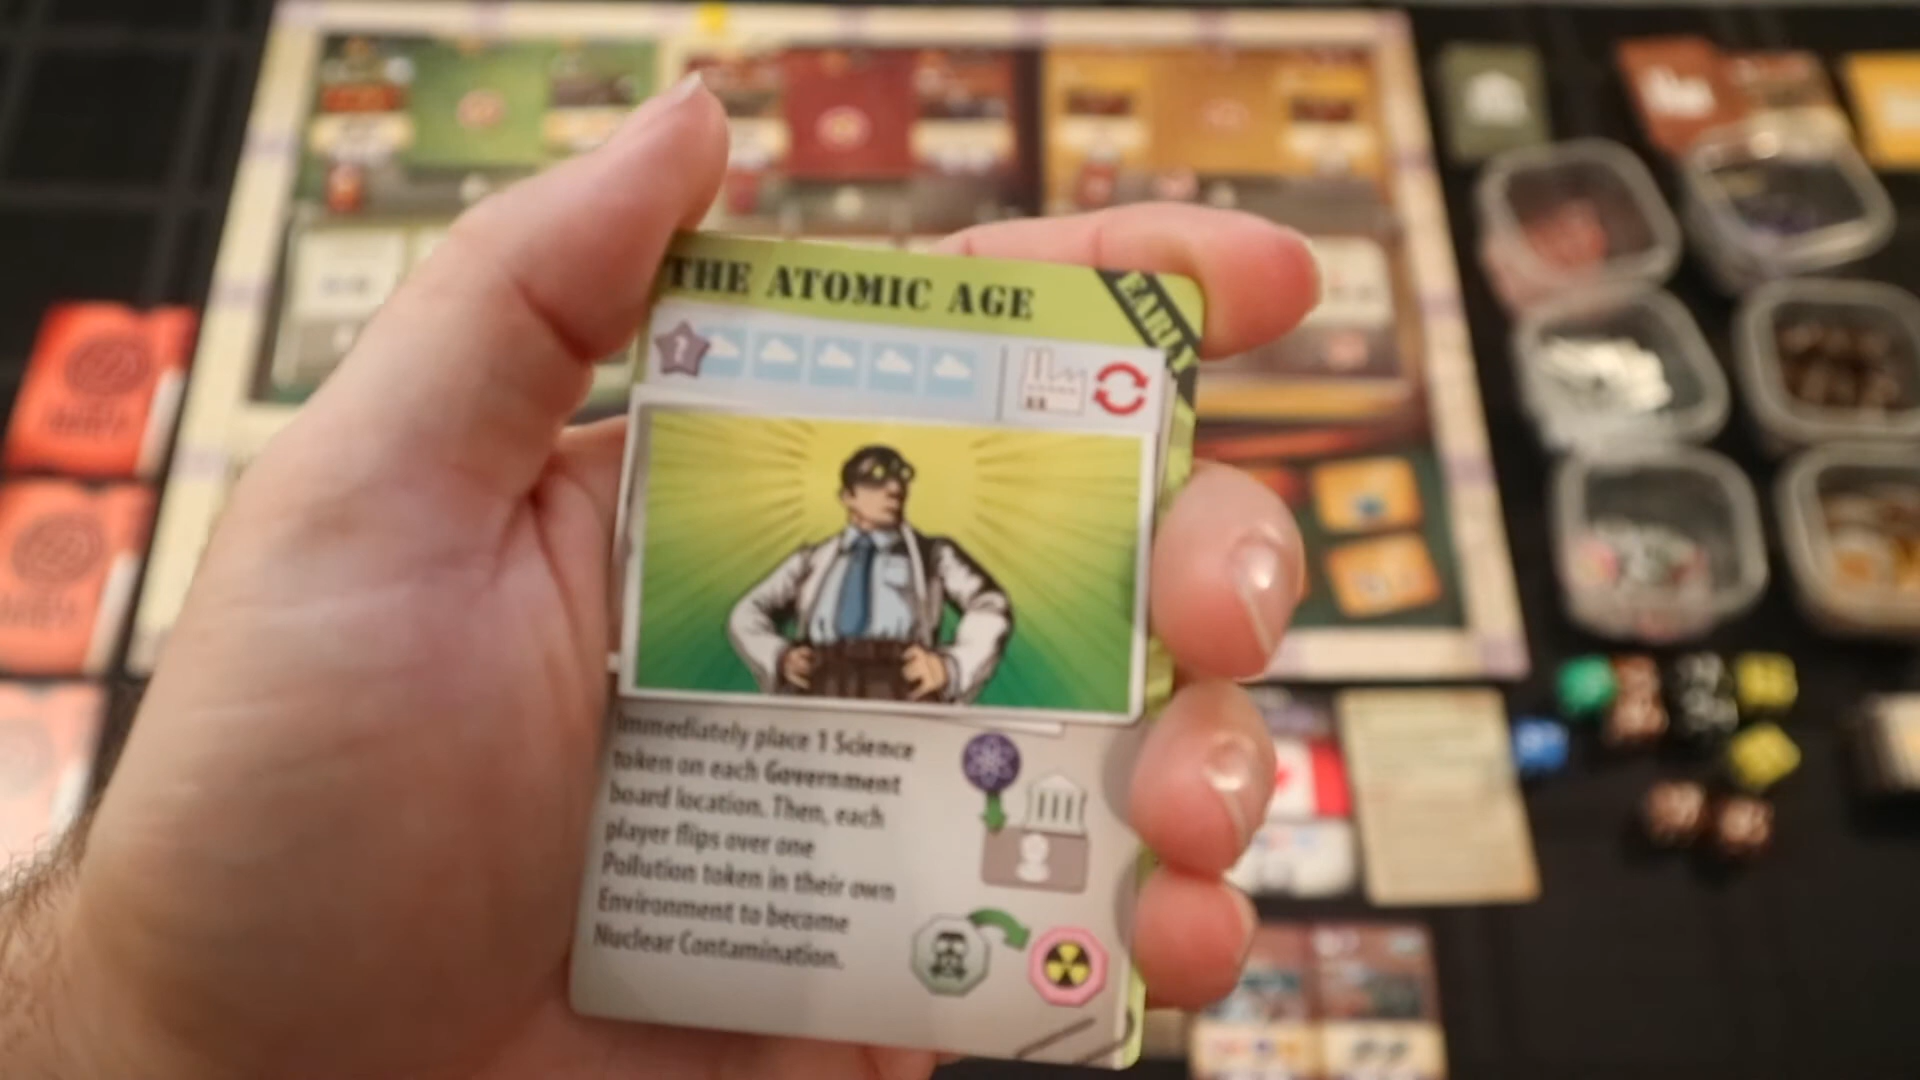 THE ATOMIC AGE
EARLY
Immediately place 1 Science
token on each Government
board location. Then, each
player flips over one
Pollution token in their own
Environment to become
Nuclear Contamination.